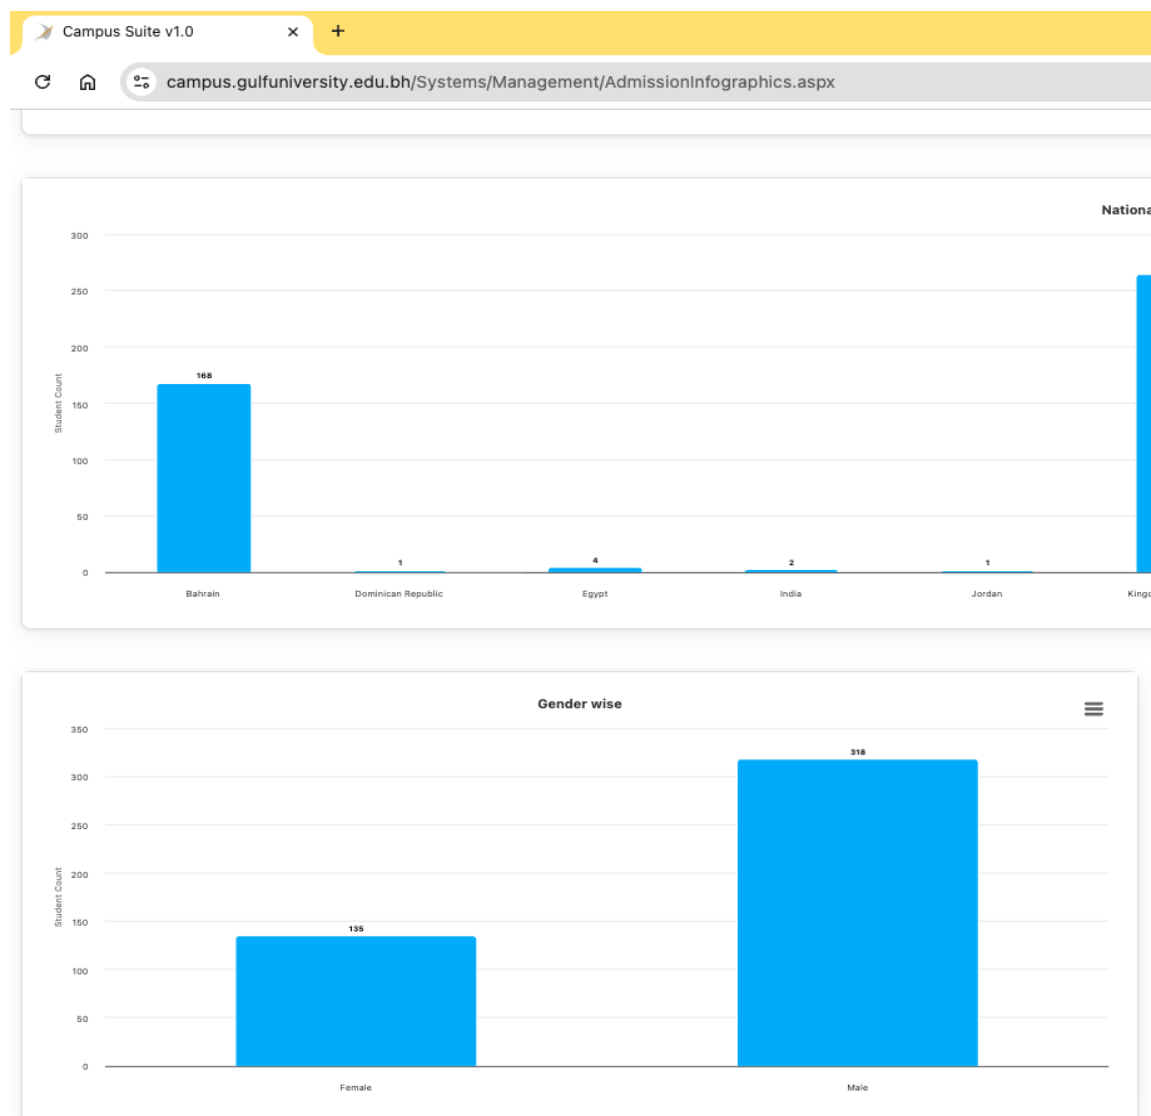 Campus Suite v1.0
campus.gulfuniversity.edu.bh/Systems/Management/AdmissionInfographics.aspx
Nationa
300
250
200
150
100
50
0
Student Count
168
1
4
2
1
Bahrain
Dominican Republic
Egypt
India
Jordan
Kingd
Gender wise
350
300
250
200
150
100
50
0
Student Count
135
318
Female
Male